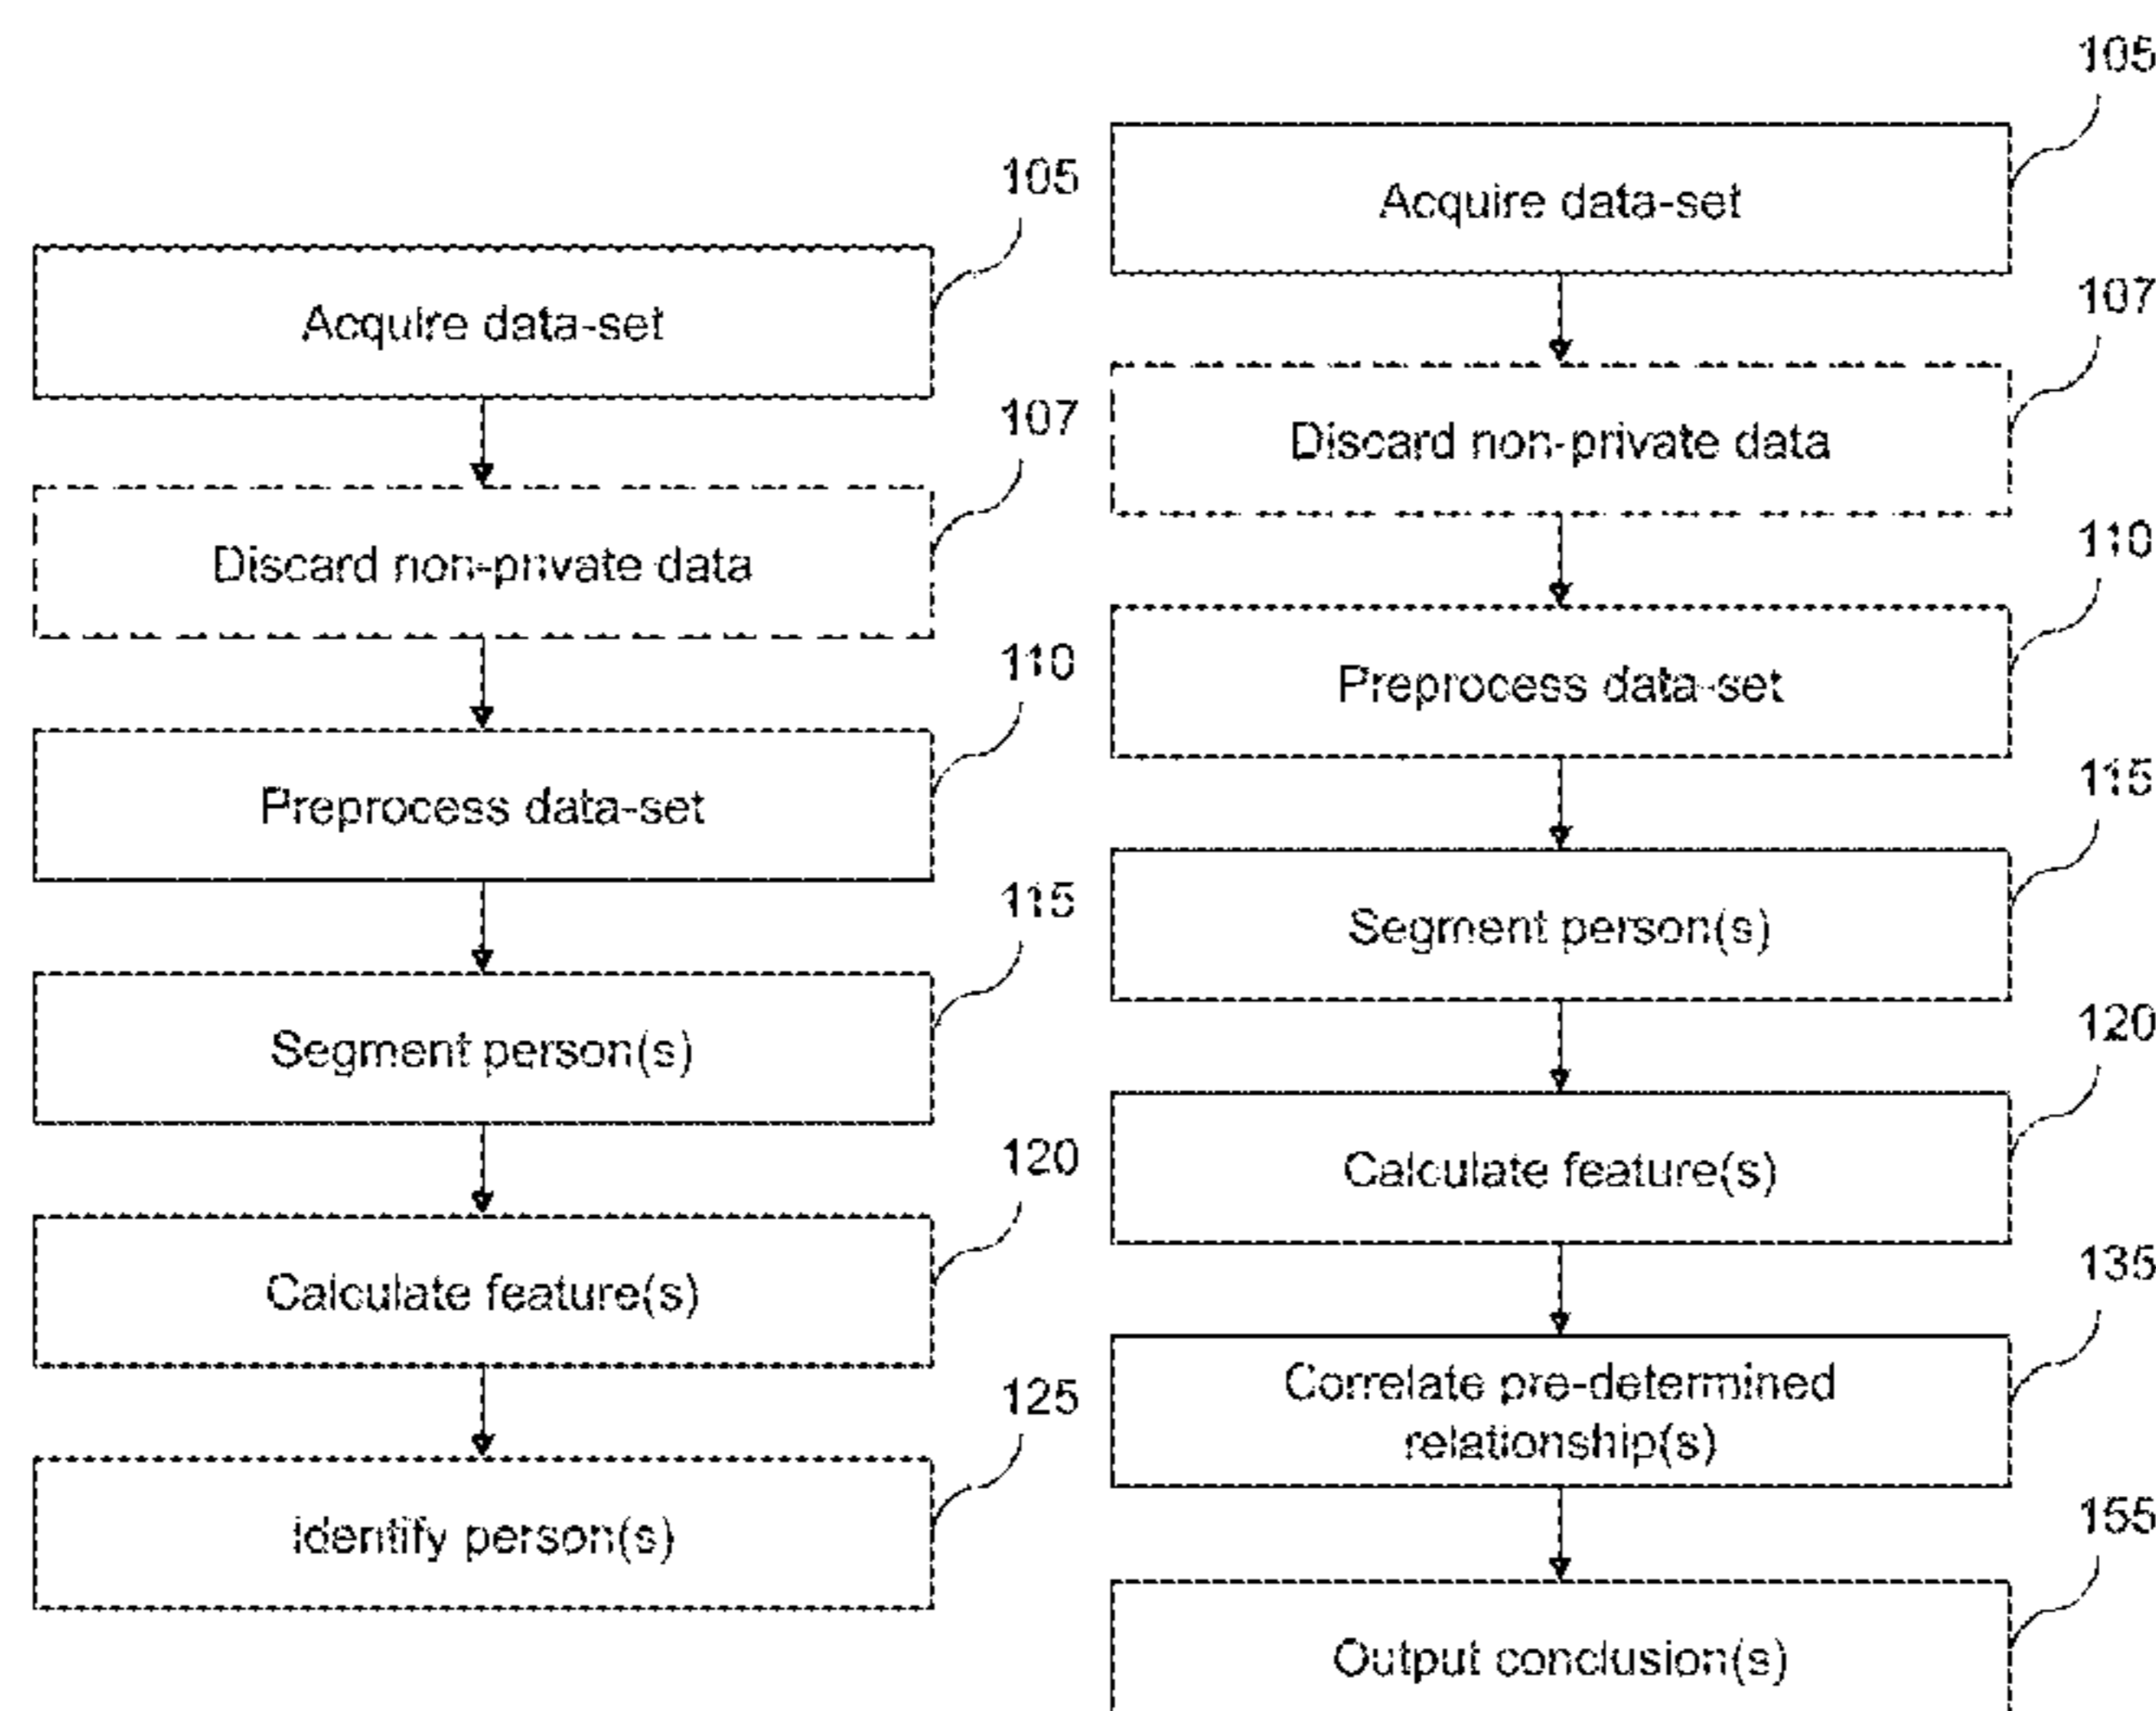 105
Acquire data-set
107
Discard non-private data
110
Preprocess data-set
115
Segment person(s)
120
Calculate feature(s)
125
Identify person(s)
105
Acquire data-set
107
Discard non-private data
110
Preprocess data-set
115
Segment person(s)
120
Calculate feature(s)
135
Correlate pre-determined
relationship(s)
155
Output conclusion(s)